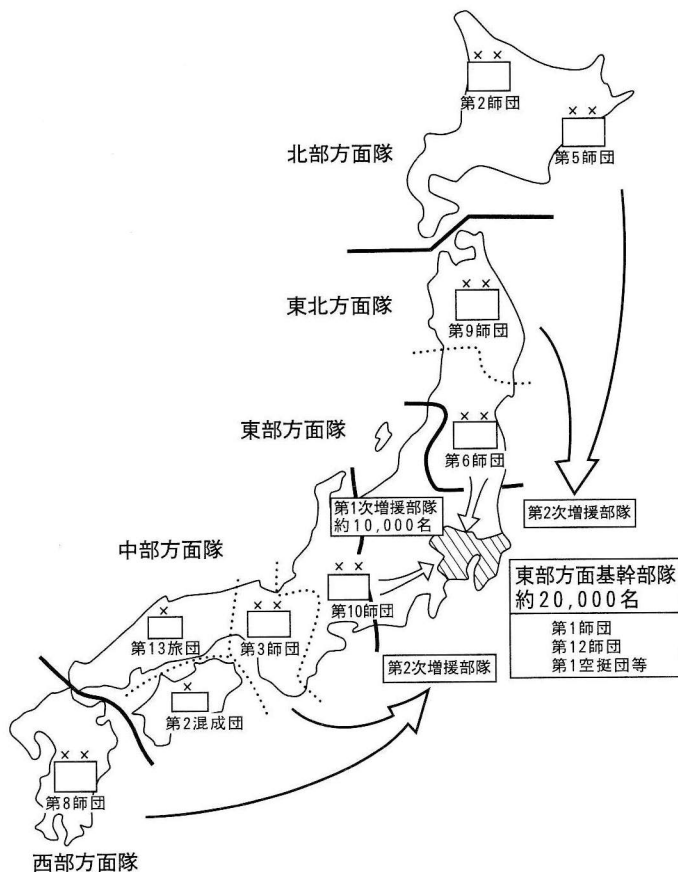 第2師団
第5師団
北部方面隊
東北方面隊
第9師団
東部方面隊
第6師団
第1次増援部隊
約10,000名
第2次増援部隊
中部方面隊
東部方面基幹部隊
約20,000名
第1師団
第12師団
第1空挺団等
第10師団
第13旅団
第3師団
第2次増援部隊
第2混成団
第8師団
西部方面隊